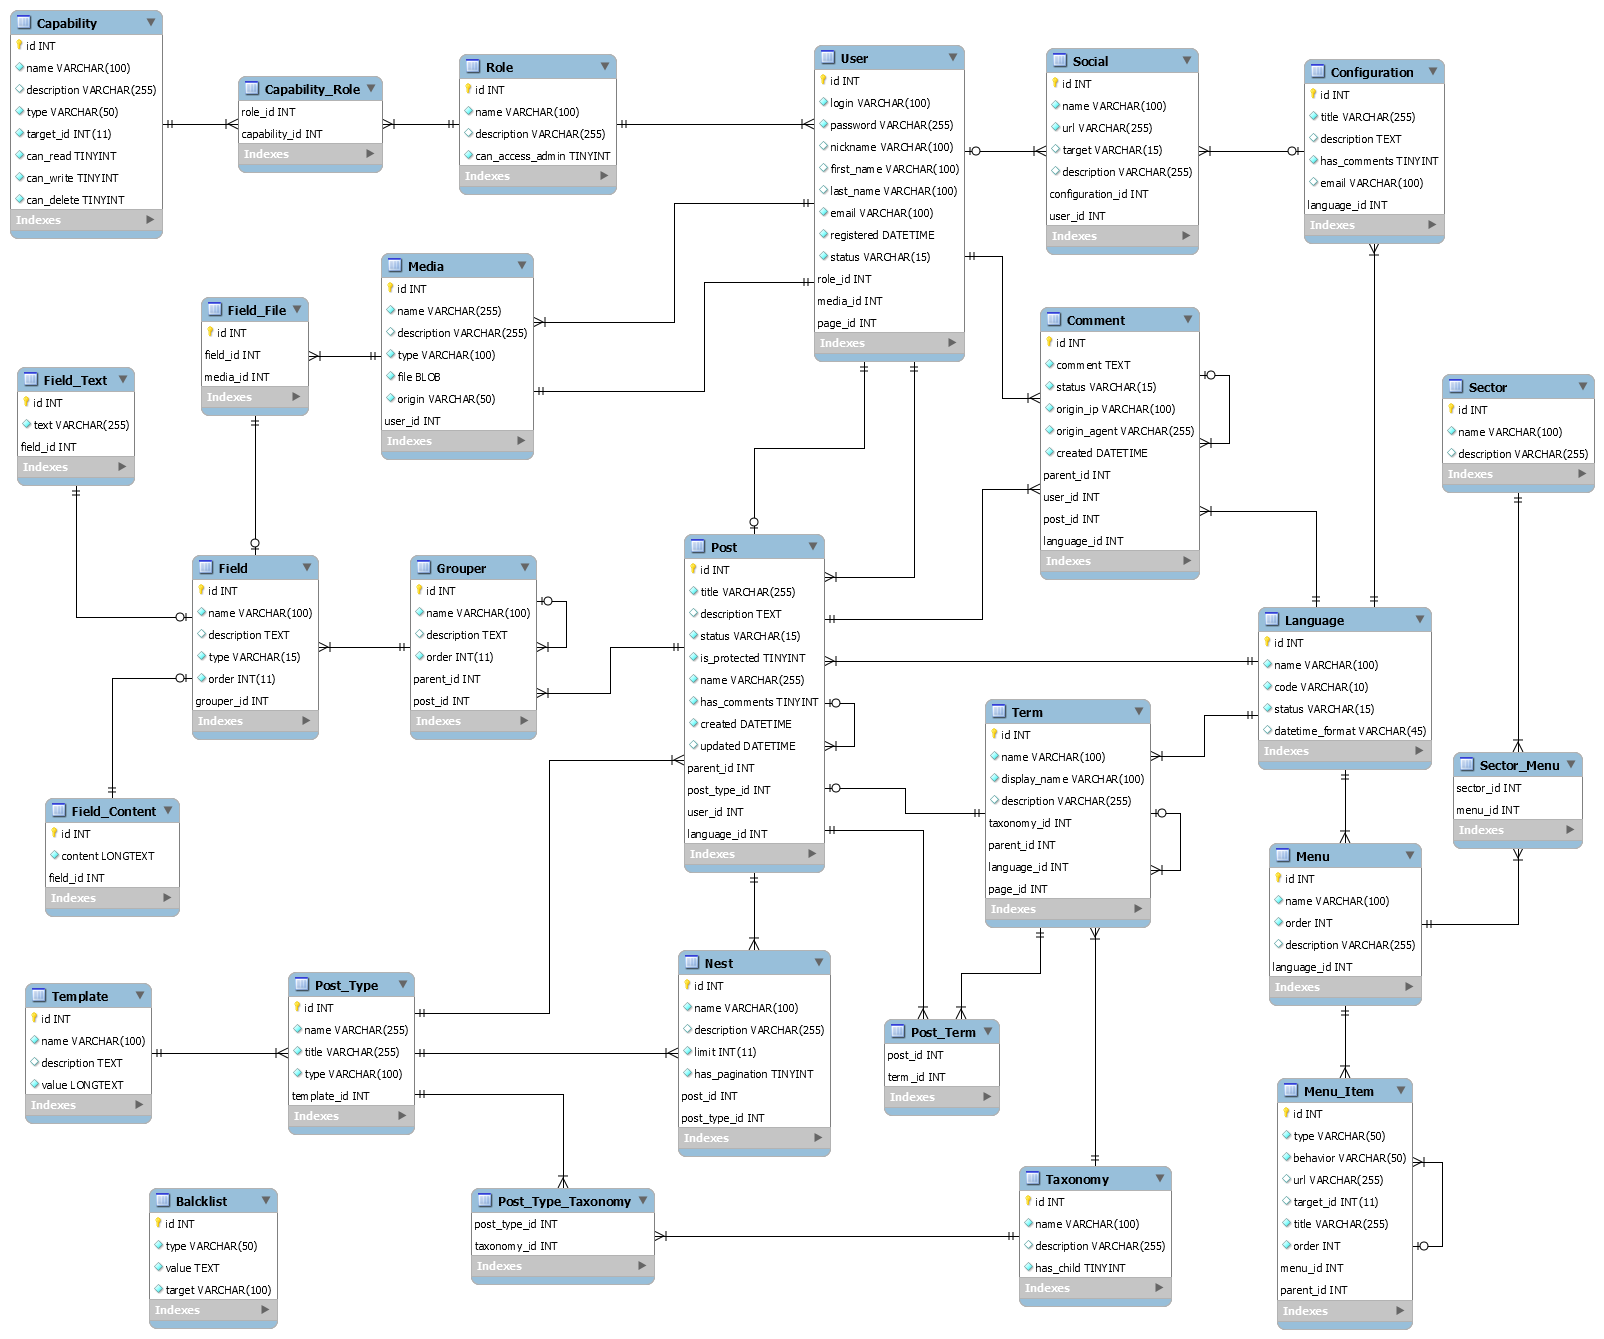 Capability
id INT
name VARCHAR(100)
description VARCHAR(255)
type VARCHAR(50)
target_id INT(11)
can_read TINYINT
can_write TINYINT
can_delete TINYINT
Indexes
Capability_Role
role_id INT
capability_id INT
Indexes
Role
id INT
name VARCHAR(100)
description VARCHAR(255)
can_access_admin TINYINT
Indexes
User
id INT
login VARCHAR(100)
password VARCHAR(255)
nickname VARCHAR(100)
first_name VARCHAR(100)
last_name VARCHAR(100)
email VARCHAR(100)
registered DATETIME
status VARCHAR(15)
role_id INT
media_id INT
page_id INT
Indexes
Social
id INT
name VARCHAR(100)
url VARCHAR(255)
target VARCHAR(15)
description VARCHAR(255)
configuration_id INT
user_id INT
Indexes
Configuration
id INT
title VARCHAR(255)
description TEXT
has_comments TINYINT
email VARCHAR(100)
language_id INT
Indexes
Media
id INT
name VARCHAR(255)
description VARCHAR(255)
type VARCHAR(100)
file BLOB
origin VARCHAR(50)
user_id INT
Indexes
Field_File
id INT
field_id INT
media_id INT
Indexes
Field_Text
id INT
text VARCHAR(255)
field_id INT
Indexes
Comment
id INT
comment TEXT
status VARCHAR(15)
origin_ip VARCHAR(100)
origin_agent VARCHAR(255)
created DATETIME
parent_id INT
user_id INT
post_id INT
language_id INT
Indexes
Sector
id INT
name VARCHAR(100)
description VARCHAR(255)
Indexes
Field
id INT
name VARCHAR(100)
description TEXT
type VARCHAR(15)
order INT(11)
grouper_id INT
Indexes
Grouper
id INT
name VARCHAR(100)
description TEXT
order INT(11)
parent_id INT
post_id INT
Indexes
Post
id INT
title VARCHAR(255)
description TEXT
status VARCHAR(15)
is_protected TINYINT
name VARCHAR(255)
has_comments TINYINT
created DATETIME
updated DATETIME
parent_id INT
post_type_id INT
user_id INT
language_id INT
Indexes
Language
id INT
name VARCHAR(100)
code VARCHAR(10)
status VARCHAR(15)
datetime_format VARCHAR(45)
Indexes
Term
id INT
name VARCHAR(100)
display_name VARCHAR(100)
description VARCHAR(255)
taxonomy_id INT
parent_id INT
language_id INT
page_id INT
Indexes
Sector_Menu
sector_id INT
menu_id INT
Indexes
Field_Content
id INT
content LONGTEXT
field_id INT
Indexes
Menu
id INT
name VARCHAR(100)
order INT
description VARCHAR(255)
language_id INT
Indexes
Template
id INT
name VARCHAR(100)
description TEXT
value LONGTEXT
Indexes
Post_Type
id INT
name VARCHAR(255)
title VARCHAR(255)
type VARCHAR(100)
template_id INT
Indexes
Nest
id INT
name VARCHAR(100)
description VARCHAR(255)
limit INT(11)
has_pagination TINYINT
post_id INT
post_type_id INT
Indexes
Post_Term
post_id INT
term_id INT
Indexes
Menu_Item
id INT
type VARCHAR(50)
behavior VARCHAR(50)
url VARCHAR(255)
target_id INT(11)
title VARCHAR(255)
order INT
menu_id INT
parent_id INT
Indexes
Balcklist
id INT
type VARCHAR(50)
value TEXT
target VARCHAR(100)
Indexes
Post_Type_Taxonomy
post_type_id INT
taxonomy_id INT
Indexes
Taxonomy
id INT
name VARCHAR(100)
description VARCHAR(255)
has_child TINYINT
Indexes